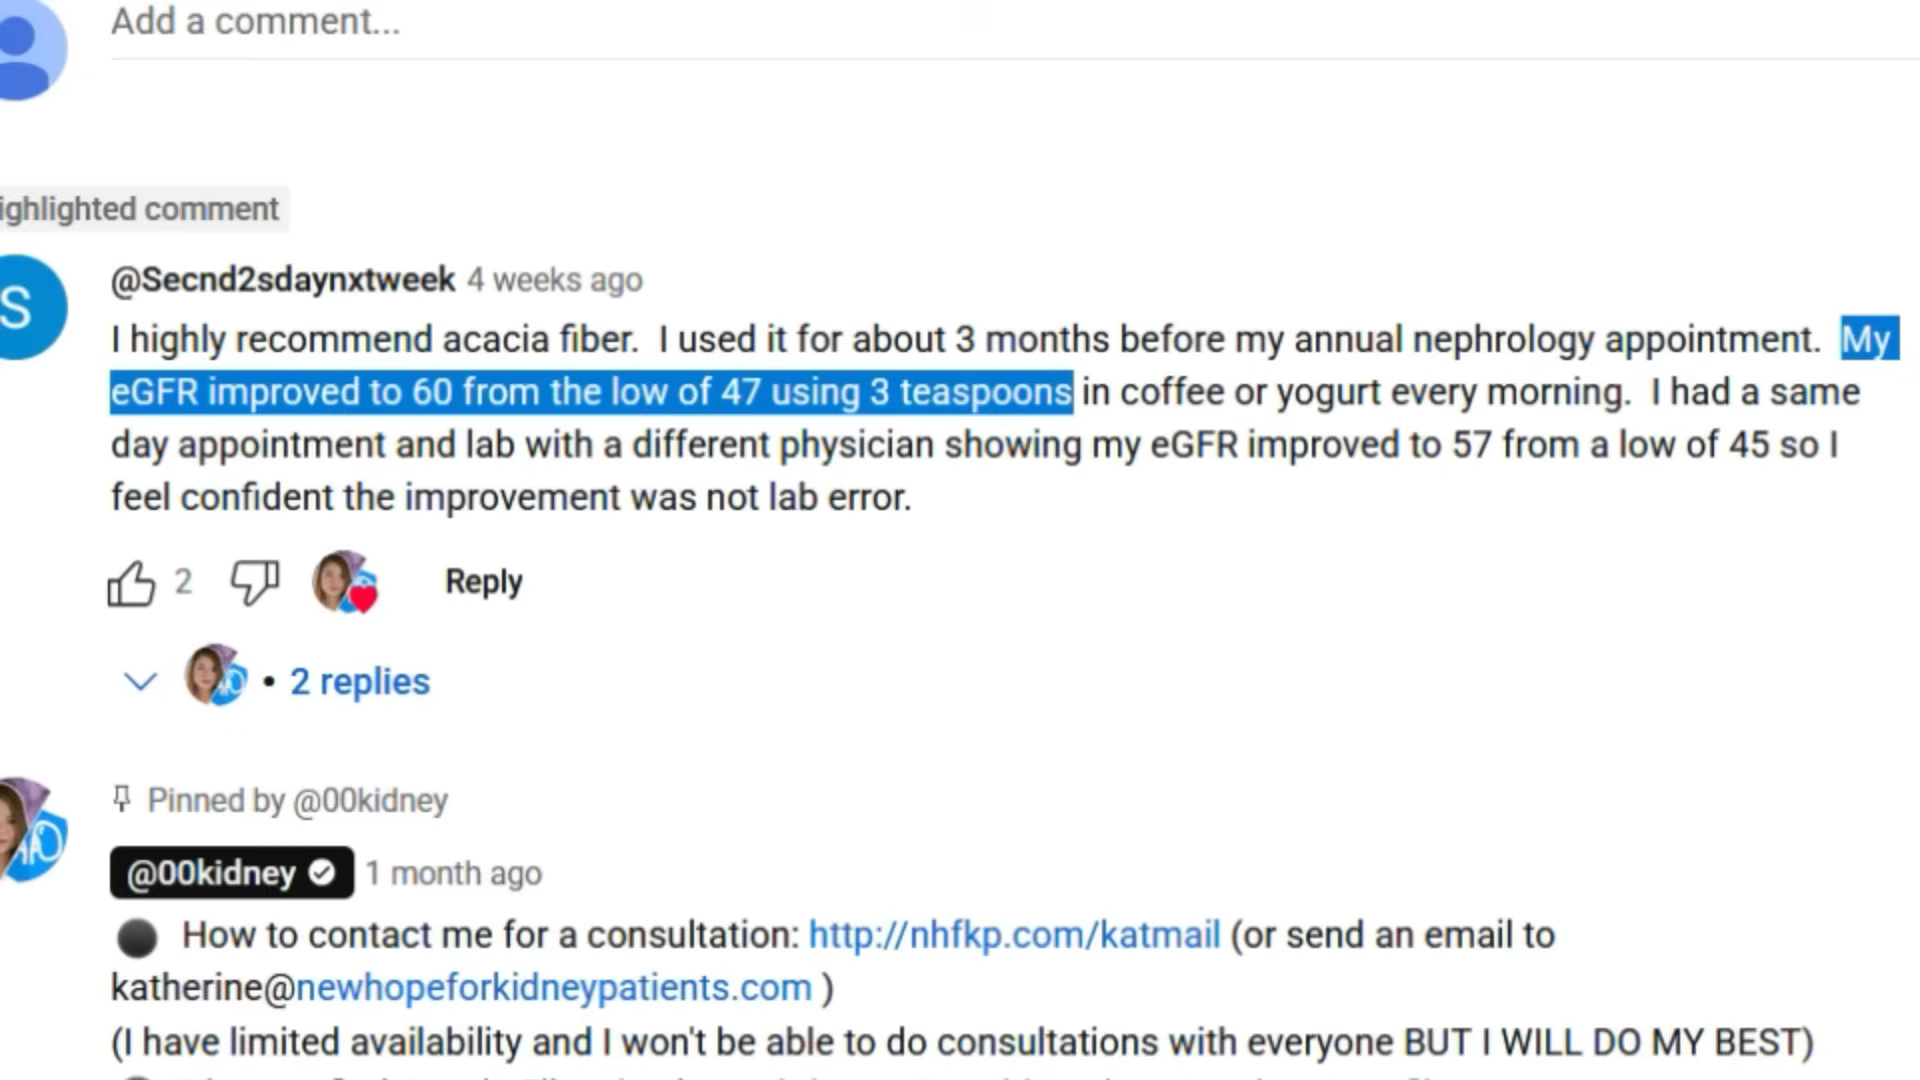 Add a comment...
ighlighted comment
S
@Secnd2sdaynxtweek 4 weeks ago
I highly recommend acacia fiber.  I used it for about 3 months before my annual nephrology appointment.  My
eGFR improved to 60 from the low of 47 using 3 teaspoons in coffee or yogurt every morning.  I had a same
day appointment and lab with a different physician showing my eGFR improved to 57 from a low of 45 so I
feel confident the improvement was not lab error.
2 Reply
• 2 replies
Pinned by @00kidney
@00kidney 1 month ago
How to contact me for a consultation: http://nhfkp.com/katmail (or send an email to
katherine@newhopeforkidneypatients.com )
(I have limited availability and I won't be able to do consultations with everyone BUT I WILL DO MY BEST)